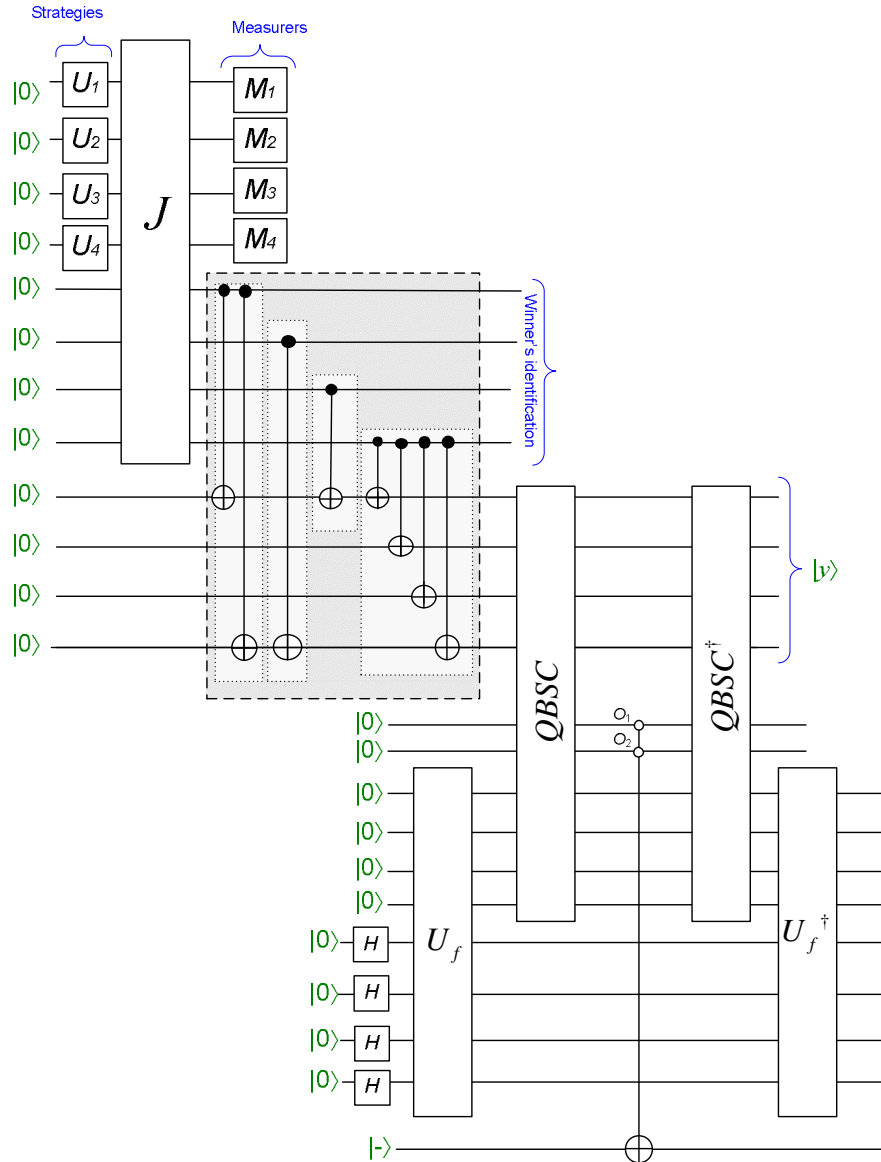 Strategies
Measurers
|0⟩ U1 M1
|0⟩ U2 M2
|0⟩ U3 M3
J
|0⟩ U4 M4
|0⟩
|0⟩
|0⟩
|0⟩
Winner's identification
|0⟩
|0⟩
|y⟩
|0⟩
|0⟩
QBSC
QBSC†
|0⟩ O1
|0⟩ O2
|0⟩
|0⟩
|0⟩
|0⟩
Uf
Uf†
|0⟩ H
|0⟩ H
|0⟩ H
|0⟩ H
|-⟩